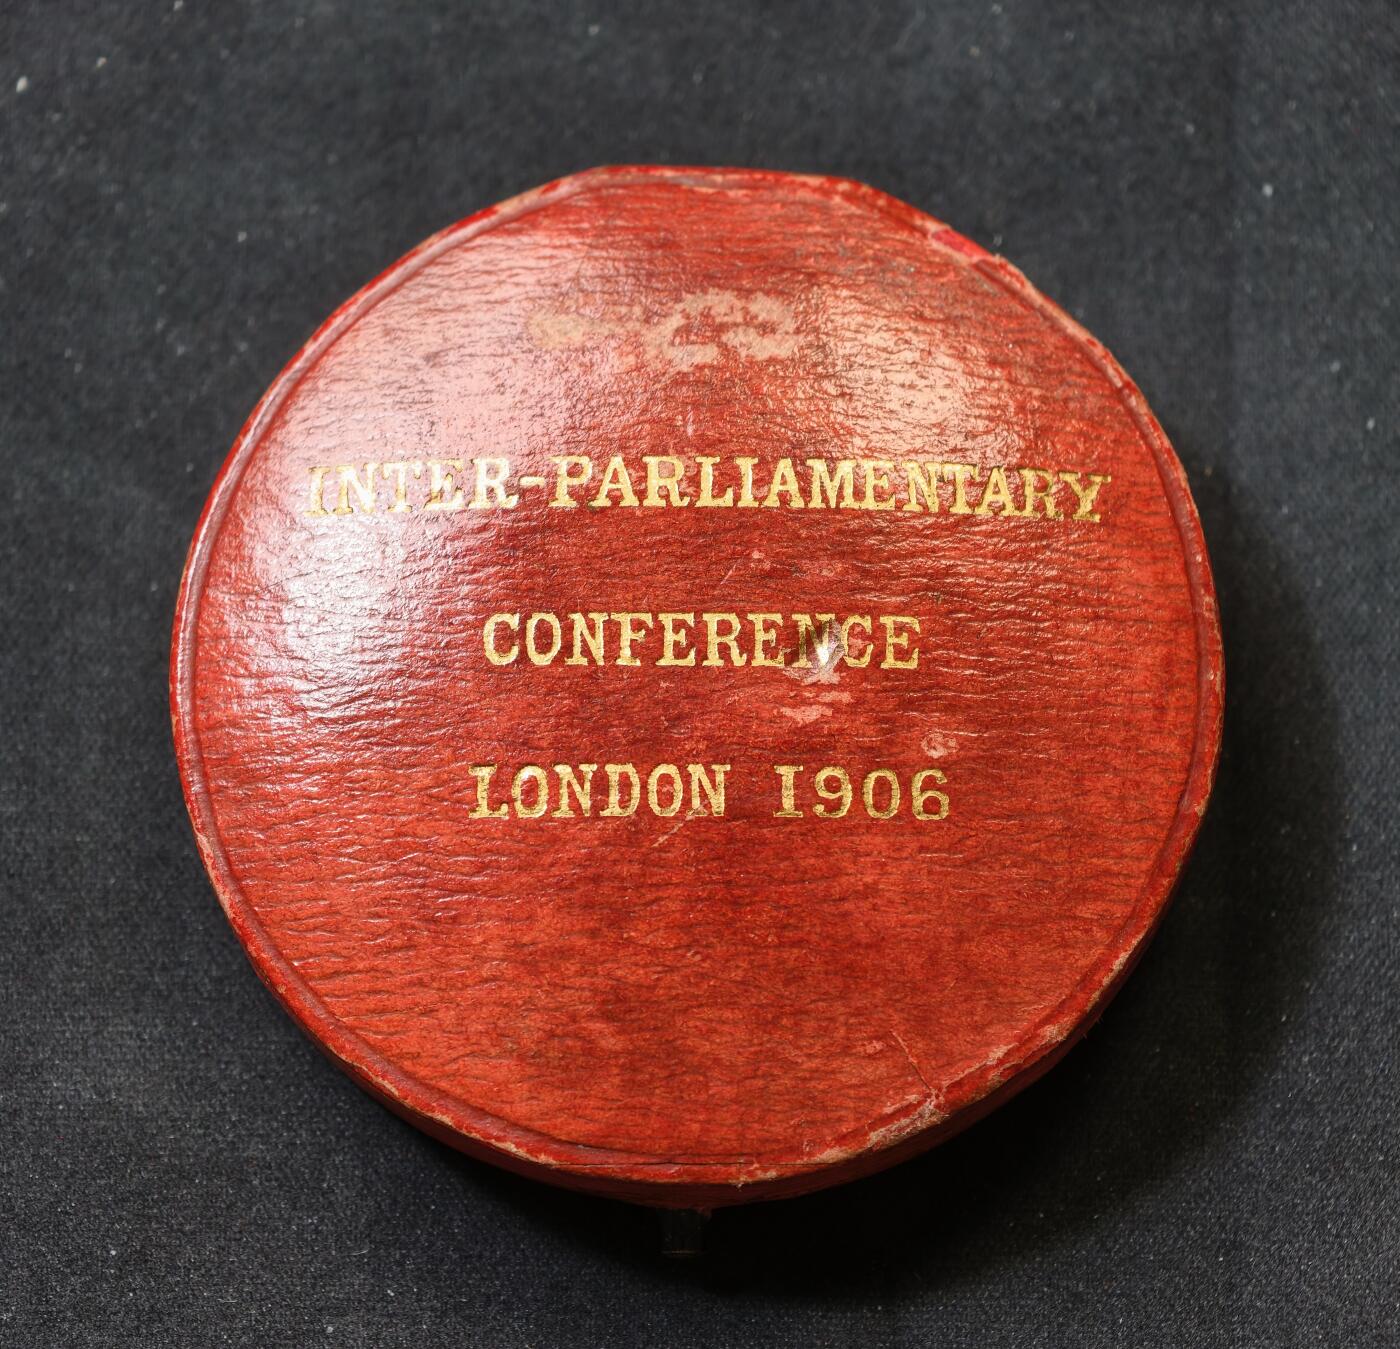 INTER-PARLIAMENTARY
CONFERENCE
LONDON 1906